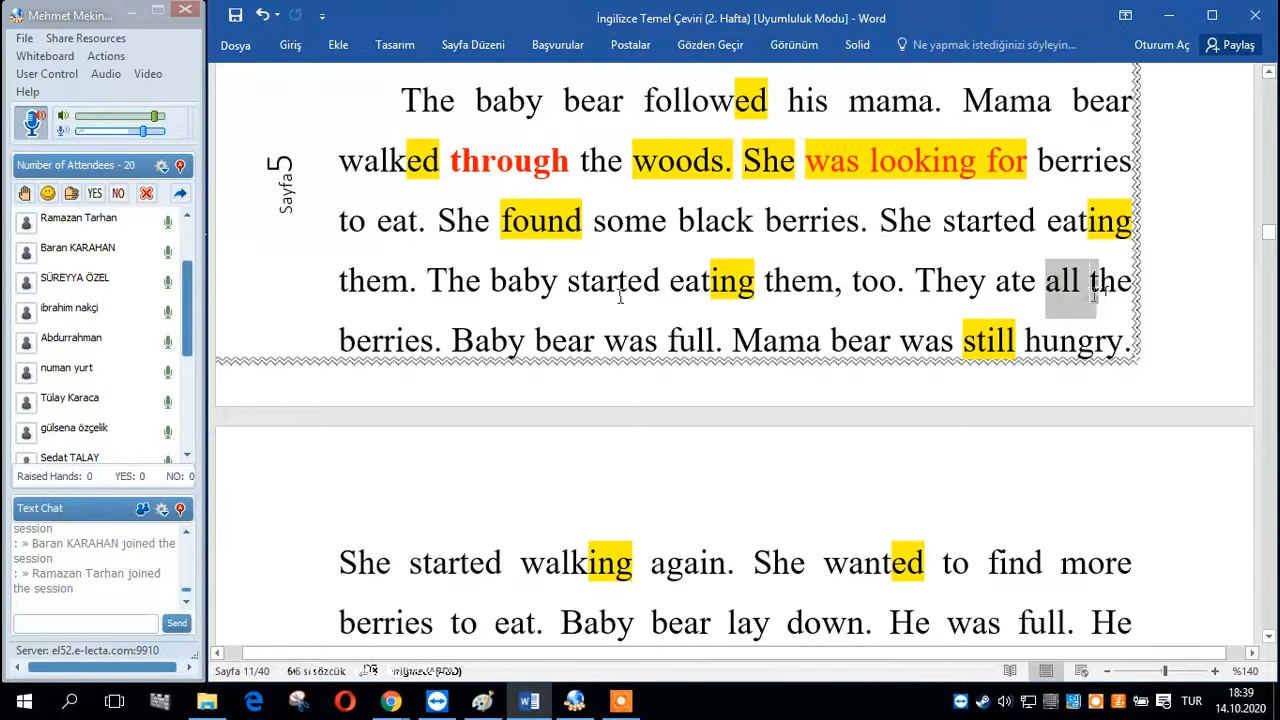 Mehmet Mekin...
File Share Resources
Whiteboard Actions
User Control Audio Video
Help
Number of Attendees - 20
YES NO
Ramazan Tarhan
Baran KARAHAN
SÜREYYA ÖZEL
ibrahim nakçi
Abdurrahman
numan yurt
Tülay Karaca
gülsena özçelik
Sedat TALAY
Raised Hands: 0 YES: 0 NO: 0
Text Chat
session
: » Baran KARAHAN joined the
session
: » Ramazan Tarhan joined
the session
Send
Server: el52.e-lecta.com:9910
İngilizce Temel Çeviri (2. Hafta) [Uyumluluk Modu] - Word
Dosya Giriş Ekle Tasarım Sayfa Düzeni Başvurular Postalar Gözden Geçir Görünüm Solid Ne yapmak istediğinizi söyleyin... Oturum Aç Paylaş
Sayfa 5
The baby bear followed his mama. Mama bear
walked through the woods. She was looking for berries
to eat. She found some black berries. She started eating
them. The baby started eating them, too. They ate all the
berries. Baby bear was full. Mama bear was still hungry.
She started walking again. She wanted to find more
berries to eat. Baby bear lay down. He was full. He
Sayfa 11/40 sözcük %140
TUR
18:39
14.10.2020